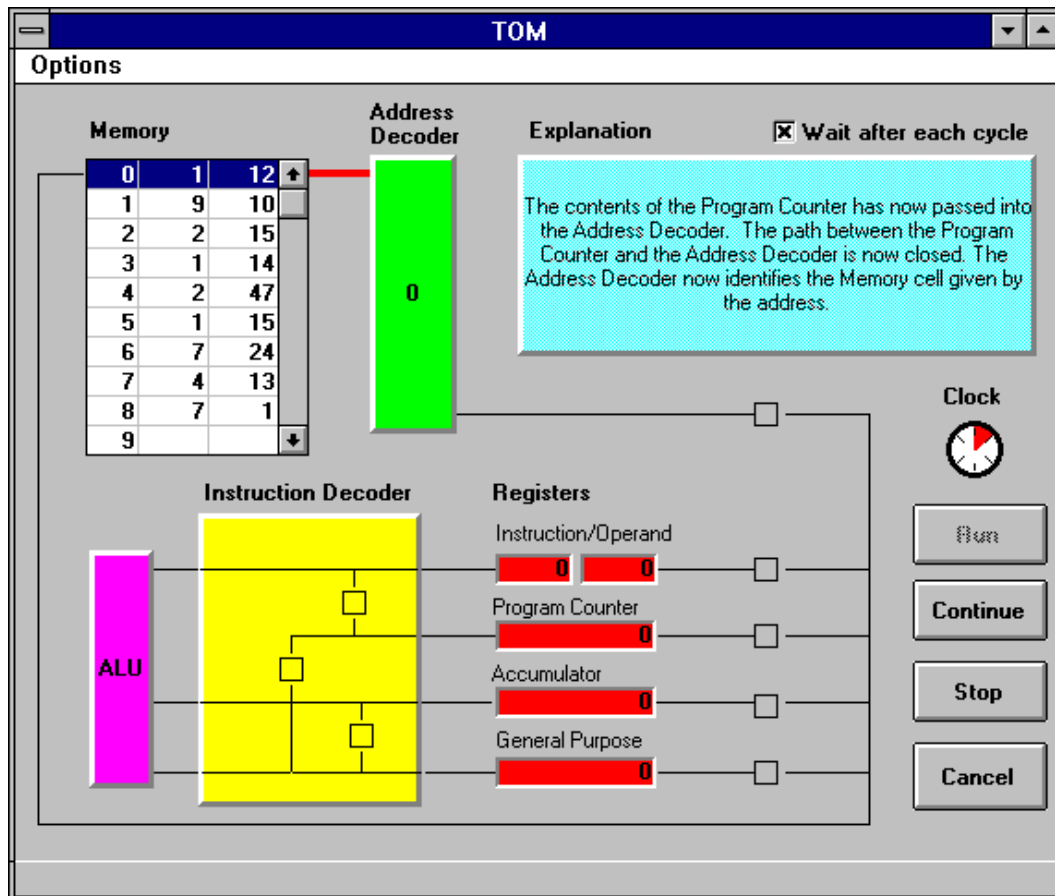 TOM
Options
Memory
Address
Decoder
Explanation
Wait after each cycle
0 1 12
1 9 10
2 2 15
3 1 14
4 2 47
5 1 15
6 7 24
7 4 13
8 7 1
9
0
The contents of the Program Counter has now passed into
the Address Decoder. The path between the Program
Counter and the Address Decoder is now closed. The
Address Decoder now identifies the Memory cell given by
the address.
Clock
Instruction Decoder
Registers
Instruction/Operand
0 0
Program Counter
0
Accumulator
0
General Purpose
0
ALU
Run
Continue
Stop
Cancel